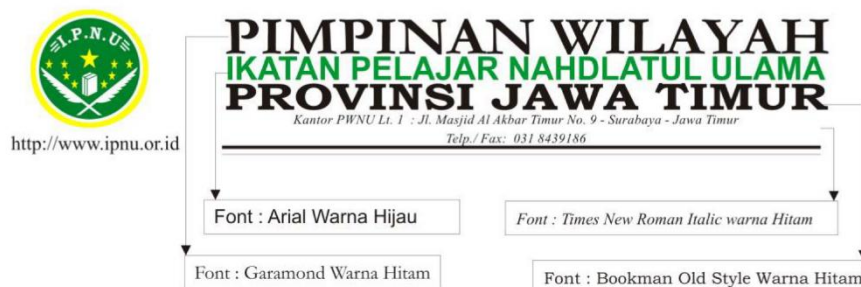 I.P.N.U
http://www.ipnu.or.id
PIMPINAN WILAYAH
IKATAN PELAJAR NAHDLATUL ULAMA
PROVINSI JAWA TIMUR
Kantor PWNU Lt. 1 : Jl. Masjid Al Akbar Timur No. 9 - Surabaya - Jawa Timur
Telp./ Fax: 031 8439186
Font : Arial Warna Hijau
Font : Times New Roman Italic warna Hitam
Font : Garamond Warna Hitam
Font : Bookman Old Style Warna Hitam